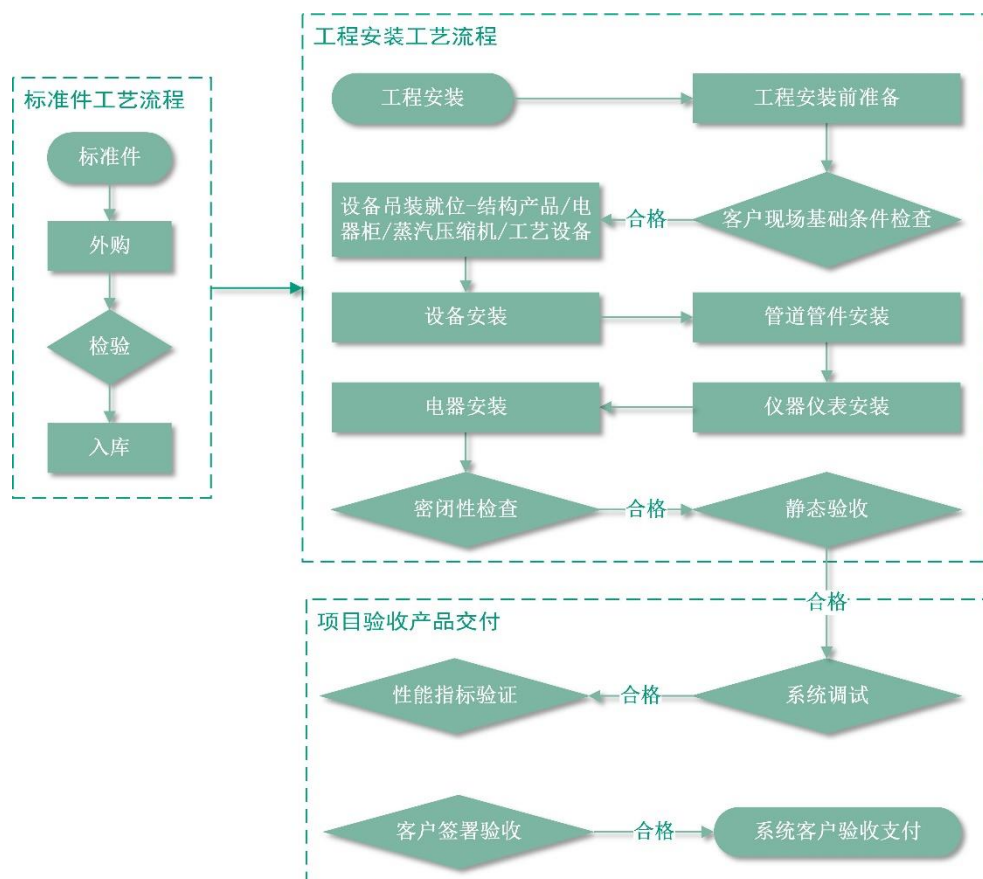 标准件工艺流程
标准件
外购
检验
入库
工程安装工艺流程
工程安装
工程安装前准备
客户现场基础条件检查
合格
设备吊装就位-结构产品/电
器柜/蒸汽压缩机/工艺设备
设备安装
管道管件安装
仪器仪表安装
电器安装
密闭性检查
合格
静态验收
合格
项目验收产品交付
系统调试
合格
性能指标验证
客户签署验收
合格
系统客户验收支付